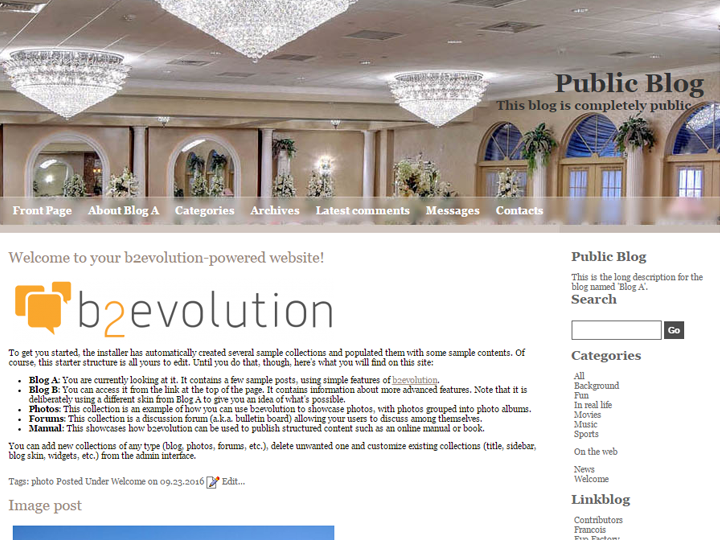 Public Blog
This blog is completely public
Front Page About Blog A Categories Archives Latest comments Messages Contacts
Welcome to your b2evolution-powered website!
b2evolution
To get you started, the installer has automatically created several sample collections and populated them with some sample contents. Of
course, this starter structure is all yours to edit. Until you do that, though, here's what you will find on this site:
• Blog A: You are currently looking at it. It contains a few sample posts, using simple features of b2evolution.
• Blog B: You can access it from the link at the top of the page. It contains information about more advanced features. Note that it is
deliberately using a different skin from Blog A to give you an idea of what's possible.
• Photos: This collection is an example of how you can use b2evolution to showcase photos, with photos grouped into photo albums.
• Forums: This collection is a discussion forum (a.k.a. bulletin board) allowing your users to discuss among themselves.
• Manual: This showcases how b2evolution can be used to publish structured content such as an online manual or book.
You can add new collections of any type (blog, photos, forums, etc.), delete unwanted one and customize existing collections (title, sidebar,
blog skin, widgets, etc.) from the admin interface.
Tags: photo Posted Under Welcome on 09.23.2016 Edit...
Image post
Public Blog
This is the long description for the
blog named 'Blog A'.
Search
Go
Categories
All
Background
Fun
In real life
Movies
Music
Sports
On the web
News
Welcome
Linkblog
Contributors
Francois
Evo Factory